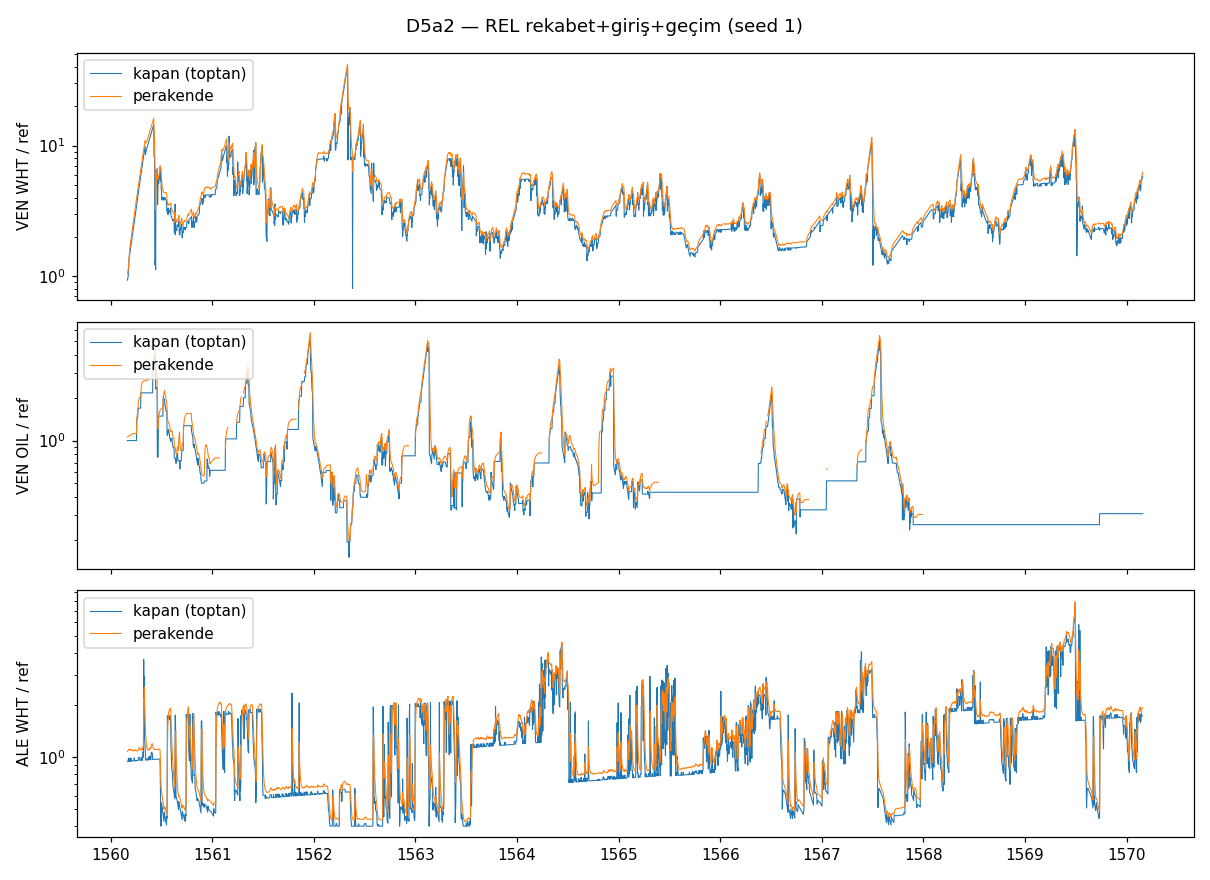 D5a2 — REL rekabet+giriş+geçim (seed 1)
kapan (toptan)
perakende
VEN WHT / ref
10¹
10⁰
kapan (toptan)
perakende
VEN OIL / ref
10⁰
kapan (toptan)
perakende
ALE WHT / ref
10⁰
1560 1561 1562 1563 1564 1565 1566 1567 1568 1569 1570